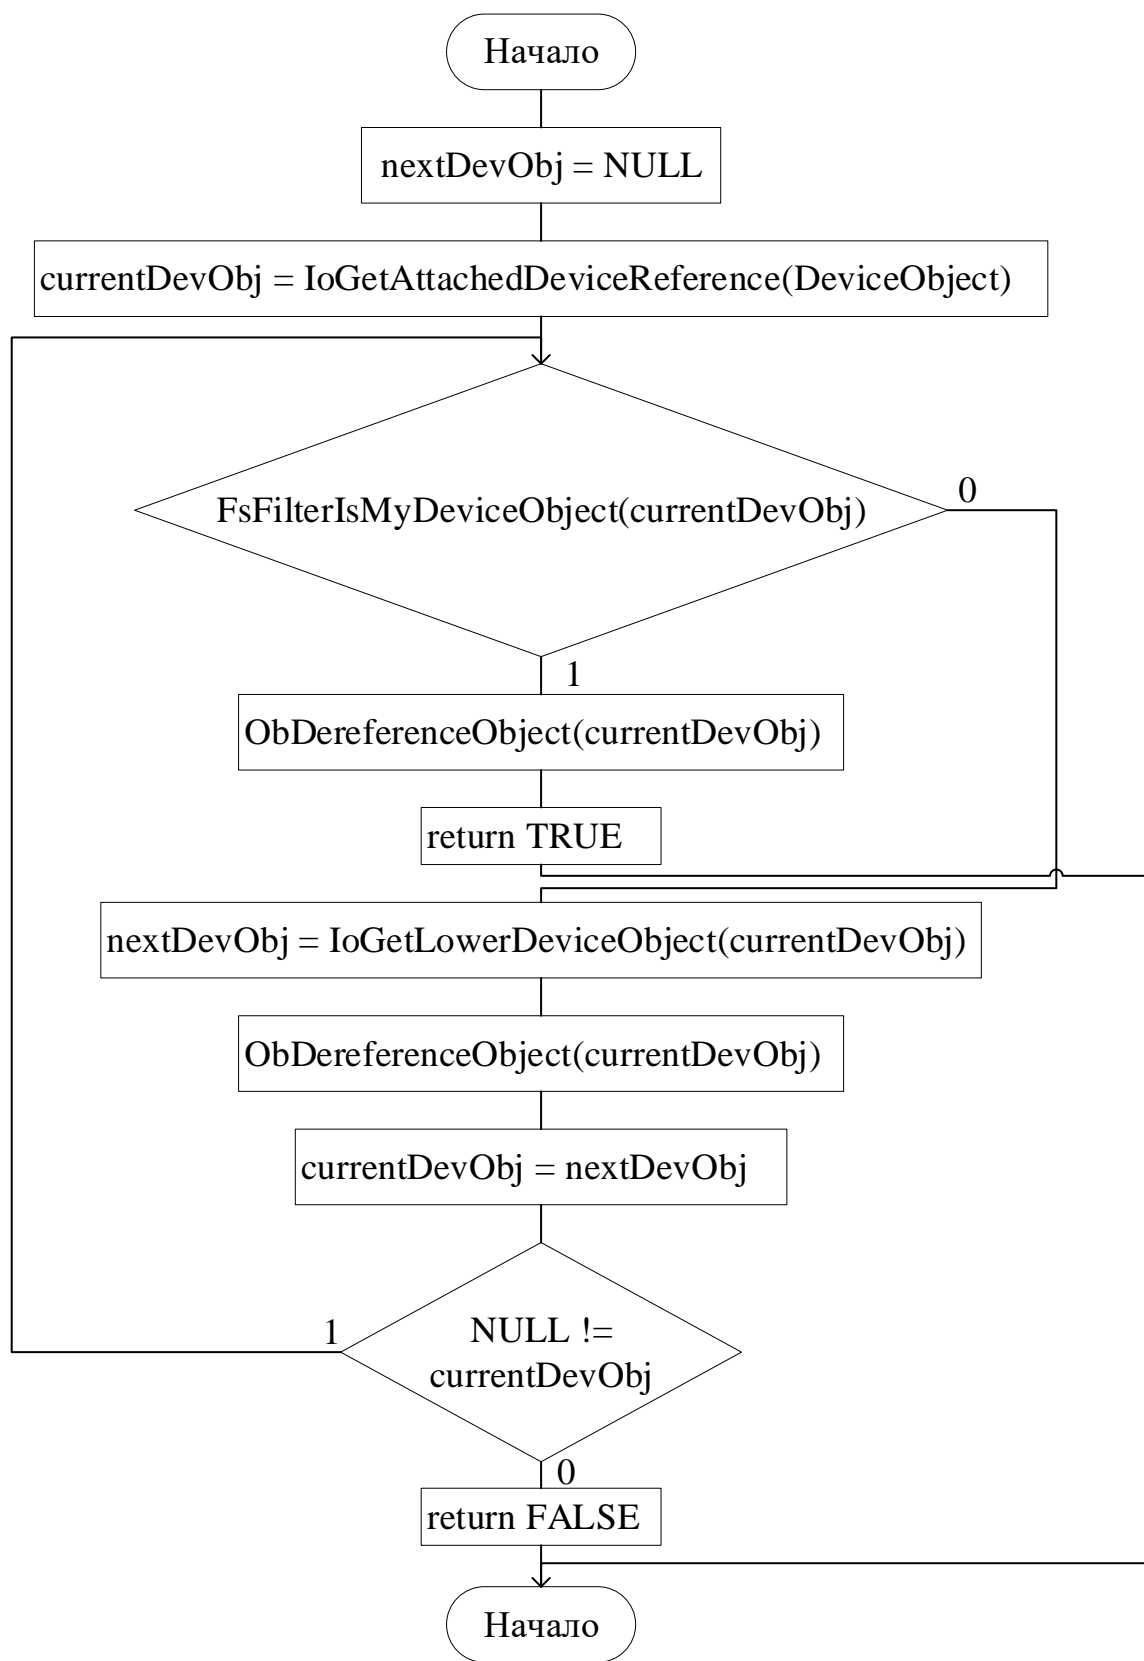 Начало
nextDevObj = NULL
currentDevObj = IoGetAttachedDeviceReference(DeviceObject)
FsFilterIsMyDeviceObject(currentDevObj)
0
1
ObDereferenceObject(currentDevObj)
return TRUE
nextDevObj = IoGetLowerDeviceObject(currentDevObj)
ObDereferenceObject(currentDevObj)
currentDevObj = nextDevObj
1
NULL !=
currentDevObj
0
return FALSE
Начало